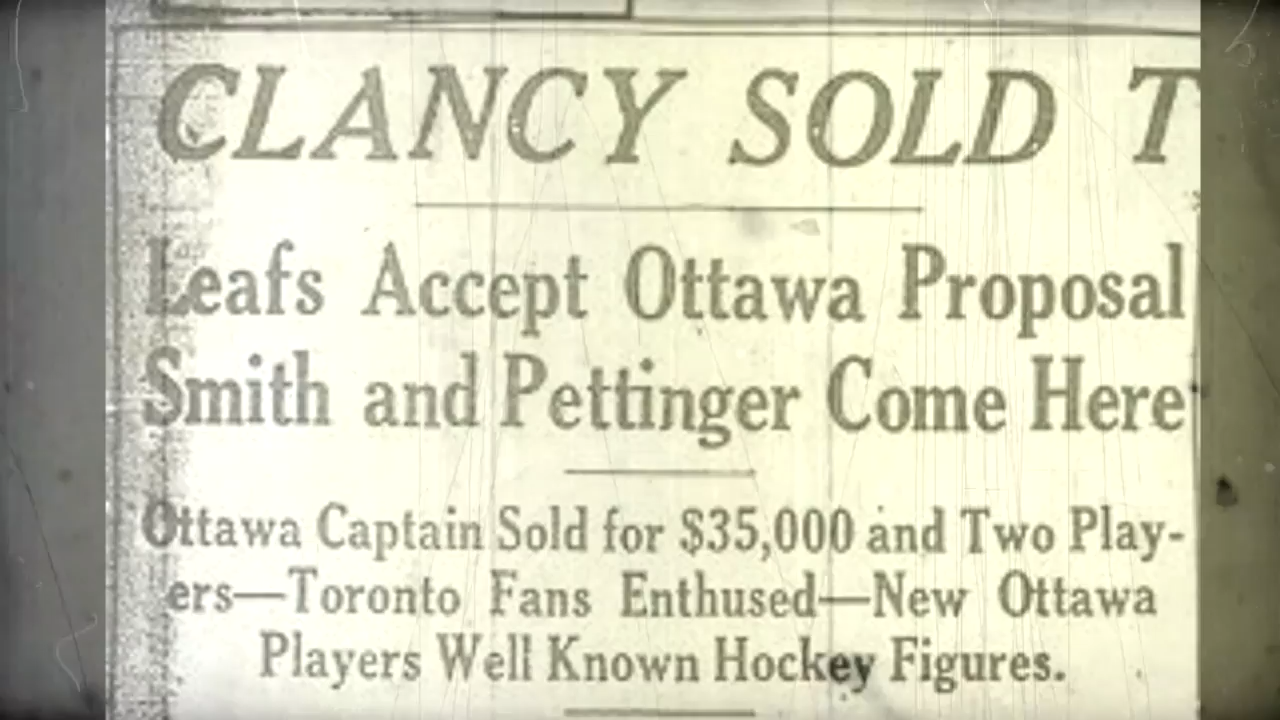 CLANCY SOLD T
Leafs Accept Ottawa Proposal
Smith and Pettinger Come Here
Ottawa Captain Sold for $35,000 and Two Play-
ers—Toronto Fans Enthused—New Ottawa
Players Well Known Hockey Figures.